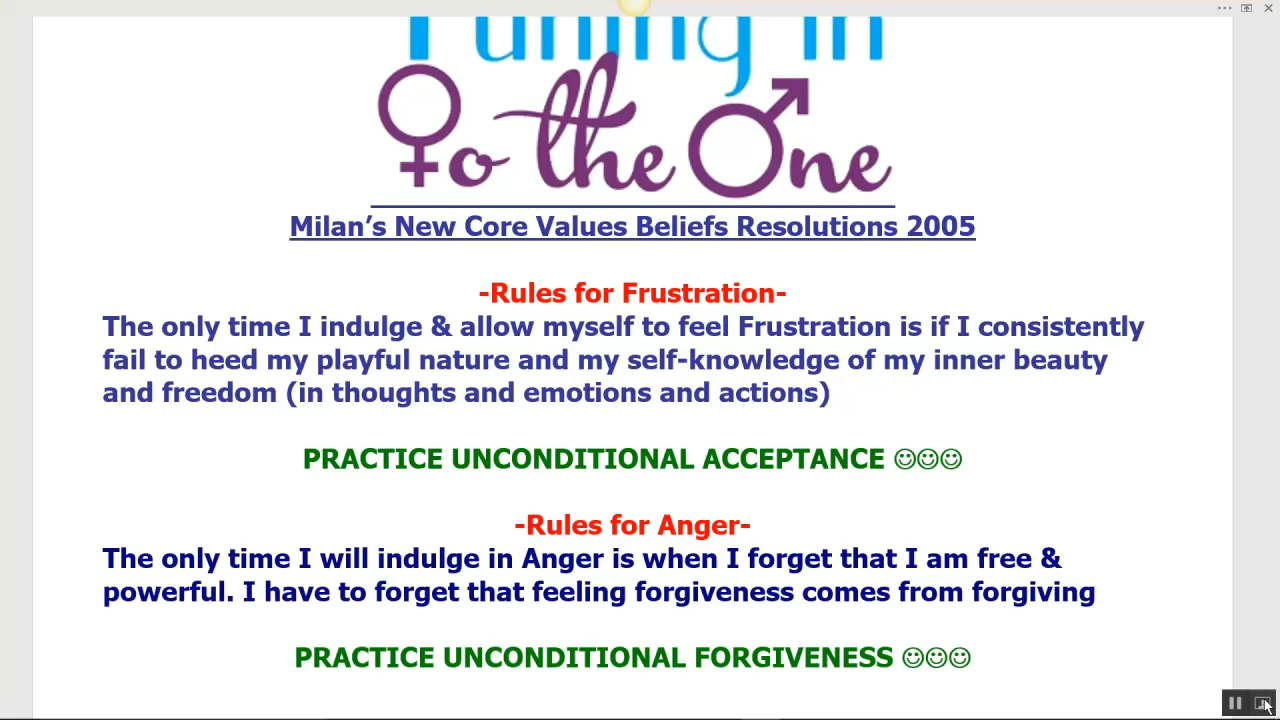 Tuning in
to the One
Milan’s New Core Values Beliefs Resolutions 2005
-Rules for Frustration-
The only time I indulge & allow myself to feel Frustration is if I consistently
fail to heed my playful nature and my self-knowledge of my inner beauty
and freedom (in thoughts and emotions and actions)
PRACTICE UNCONDITIONAL ACCEPTANCE ☺☺☺
-Rules for Anger-
The only time I will indulge in Anger is when I forget that I am free &
powerful. I have to forget that feeling forgiveness comes from forgiving
PRACTICE UNCONDITIONAL FORGIVENESS ☺☺☺